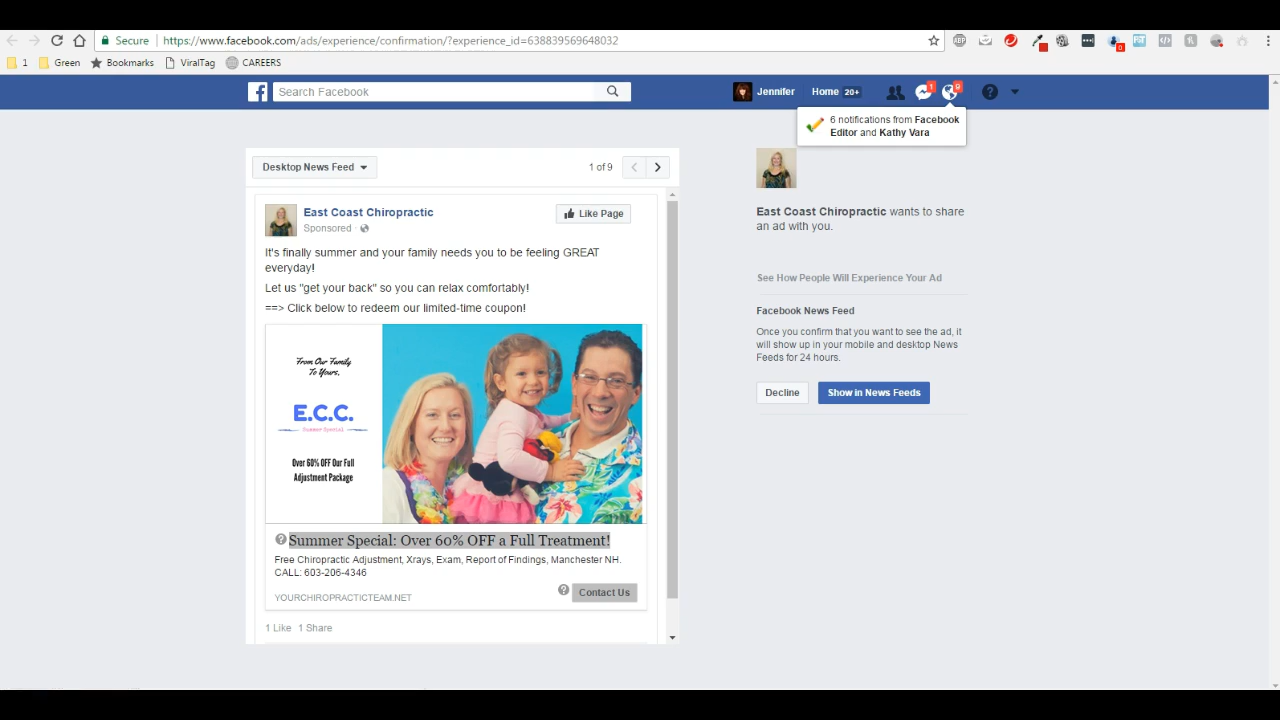 Secure
https://www.facebook.com/ads/experience/confirmation/?experience_id=638839569648032
1 Green Bookmarks ViralTag CAREERS
Search Facebook
Jennifer Home 20+
1
9
6 notifications from Facebook
Editor and Kathy Vara
Desktop News Feed
1 of 9
East Coast Chiropractic
Sponsored ·
Like Page
It's finally summer and your family needs you to be feeling GREAT
everyday!
Let us "get your back" so you can relax comfortably!
==> Click below to redeem our limited-time coupon!
From Our Family
To Yours,
E.C.C.
Summer Special
Over 60% OFF Our Full
Adjustment Package
Summer Special: Over 60% OFF a Full Treatment!
Free Chiropractic Adjustment, Xrays, Exam, Report of Findings, Manchester NH.
CALL: 603-206-4346
Contact Us
YOURCHIROPRACTICTEAM.NET
1 Like 1 Share
East Coast Chiropractic wants to share
an ad with you.
See How People Will Experience Your Ad
Facebook News Feed
Once you confirm that you want to see the ad, it
will show up in your mobile and desktop News
Feeds for 24 hours.
Decline
Show in News Feeds